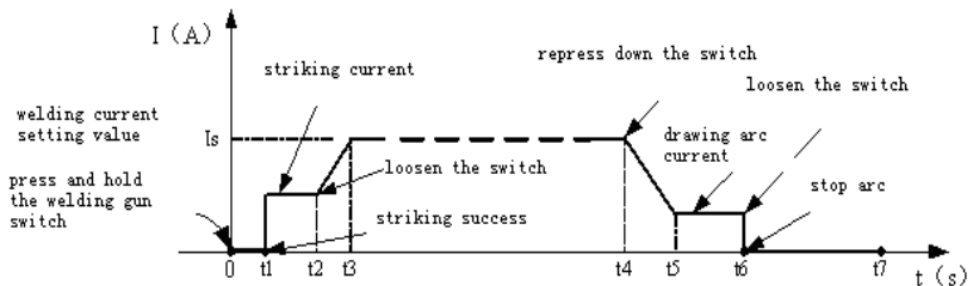 I (A)
striking current
repress down the switch
loosen the switch
welding current
setting value
Is
drawing arc
current
press and hold
the welding gun
switch
loosen the switch
stop arc
striking success
0
t1
t2
t3
t4
t5
t6
t7
t (s)